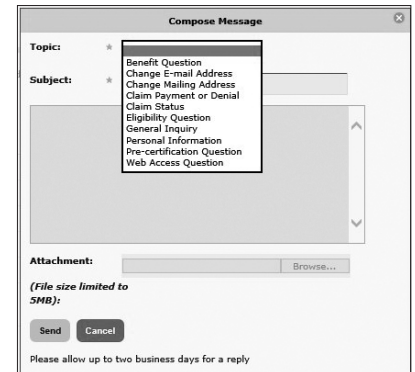 Compose Message
Topic: *
Benefit Question
Change E-mail Address
Change Mailing Address
Claim Payment or Denial
Claim Status
Eligibility Question
General Inquiry
Personal Information
Pre-certification Question
Web Access Question
Subject: *
Attachment:
Browse...
(File size limited to
5MB):
Send Cancel
Please allow up to two business days for a reply